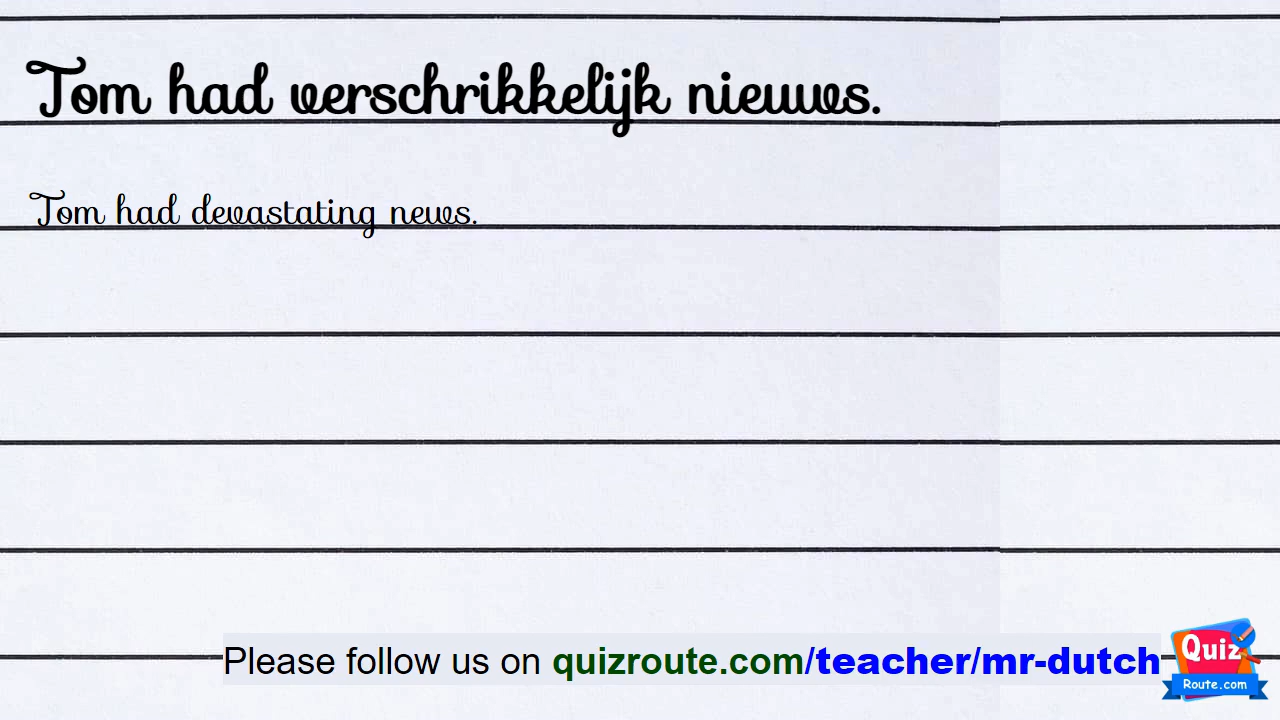 Tom had verschrikkelijk nieuws.
Tom had devastating news.
Please follow us on quizroute.com/teacher/mr-dutch
Quiz
Route.com